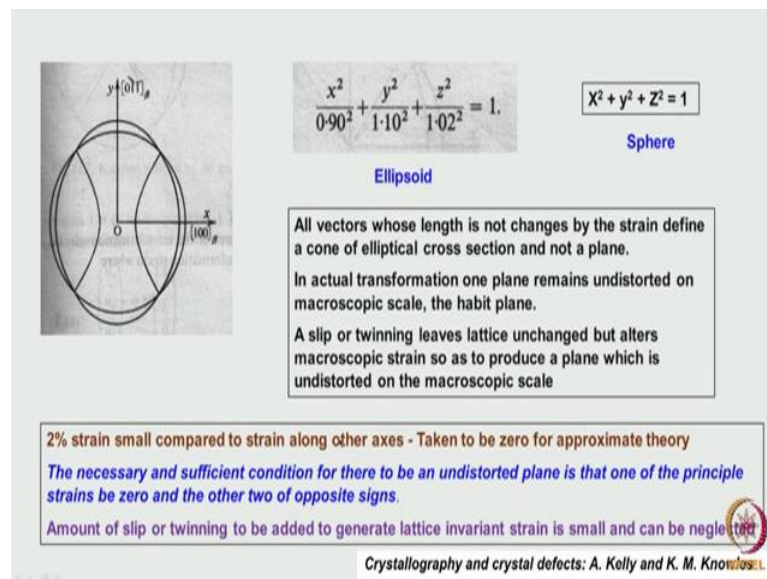 y [01̄1]β
x
[100]β
O
x²/0·90² + y²/1·10² + z²/1·02² = 1.
Ellipsoid
X² + y² + Z² = 1
Sphere
All vectors whose length is not changes by the strain define
a cone of elliptical cross section and not a plane.
In actual transformation one plane remains undistorted on
macroscopic scale, the habit plane.
A slip or twinning leaves lattice unchanged but alters
macroscopic strain so as to produce a plane which is
undistorted on the macroscopic scale
2% strain small compared to strain along other axes - Taken to be zero for approximate theory
The necessary and sufficient condition for there to be an undistorted plane is that one of the principle
strains be zero and the other two of opposite signs.
Amount of slip or twinning to be added to generate lattice invariant strain is small and can be neglected
Crystallography and crystal defects: A. Kelly and K. M. Knowles